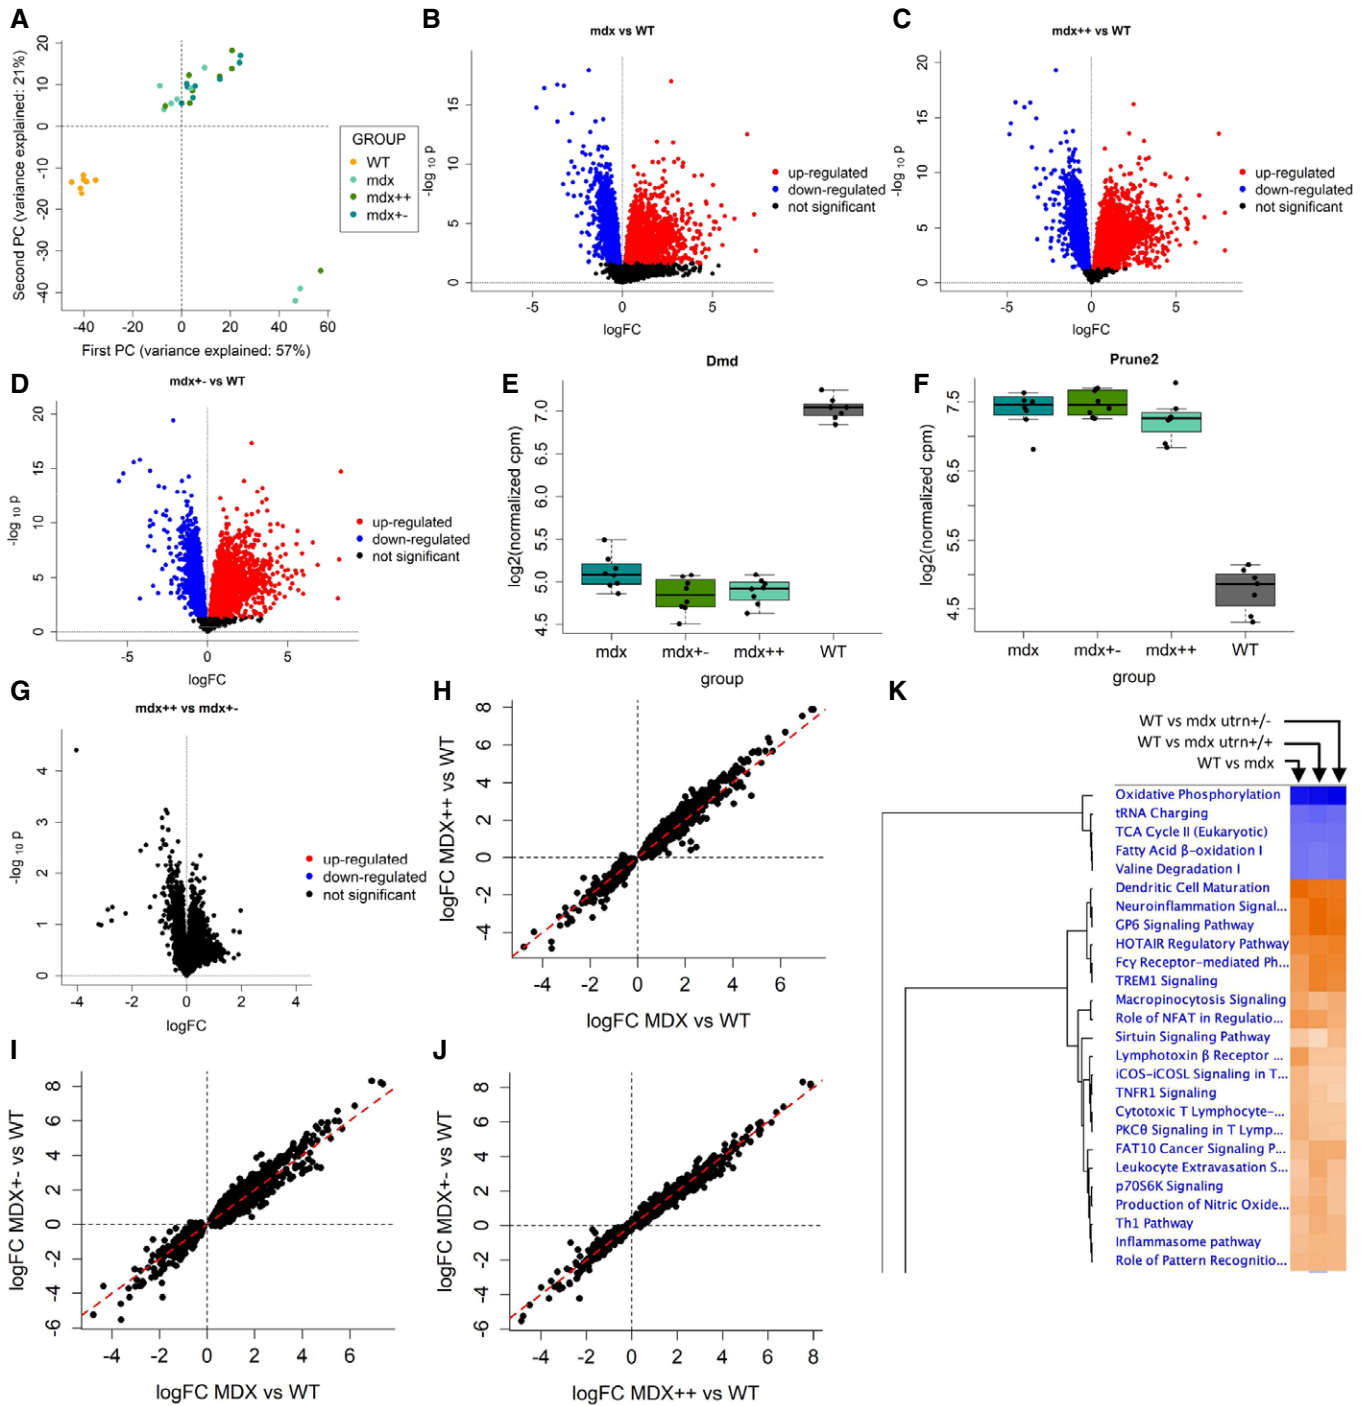 A
Second PC (variance explained: 21%)
20
10
0
-10
-20
-30
-40
-40
-20
0
20
40
60
First PC (variance explained: 57%)
GROUP
WT
mdx
mdx++
mdx+-
B
mdx vs WT
-log 10 p
15
10
5
0
-5
0
5
logFC
up-regulated
down-regulated
not significant
C
mdx++ vs WT
-log 10 p
20
15
10
5
0
-5
0
5
logFC
up-regulated
down-regulated
not significant
D
mdx+- vs WT
-log 10 p
20
15
10
5
0
-5
0
5
logFC
up-regulated
down-regulated
not significant
E
Dmd
log2(normalized cpm)
7.0
6.5
6.0
5.5
5.0
4.5
mdx
mdx+-
mdx++
WT
group
F
Prune2
log2(normalized cpm)
7.5
6.5
5.5
4.5
mdx
mdx+-
mdx++
WT
group
G
mdx++ vs mdx+-
-log 10 p
4
3
2
1
0
-4
-2
0
2
4
logFC
up-regulated
down-regulated
not significant
H
logFC MDX++ vs WT
8
6
4
2
0
-2
-4
-4
-2
0
2
4
6
logFC MDX vs WT
I
logFC MDX+- vs WT
8
6
4
2
0
-2
-4
-6
-4
-2
0
2
4
6
logFC MDX vs WT
J
logFC MDX+- vs WT
8
6
4
2
0
-2
-4
-6
-4
-2
0
2
4
6
8
logFC MDX++ vs WT
K
WT vs mdx utrn+/-
WT vs mdx utrn+/+
WT vs mdx
Oxidative Phosphorylation
tRNA Charging
TCA Cycle II (Eukaryotic)
Fatty Acid β-oxidation I
Valine Degradation I
Dendritic Cell Maturation
Neuroinflammation Signal...
GP6 Signaling Pathway
HOTAIR Regulatory Pathway
Fcγ Receptor-mediated Ph...
TREM1 Signaling
Macropinocytosis Signaling
Role of NFAT in Regulatio...
Sirtuin Signaling Pathway
Lymphotoxin β Receptor ...
iCOS-iCOSL Signaling in T...
TNFR1 Signaling
Cytotoxic T Lymphocyte-...
PKCθ Signaling in T Lymp...
FAT10 Cancer Signaling P...
Leukocyte Extravasation S...
p70S6K Signaling
Production of Nitric Oxide...
Th1 Pathway
Inflammasome pathway
Role of Pattern Recognitio...